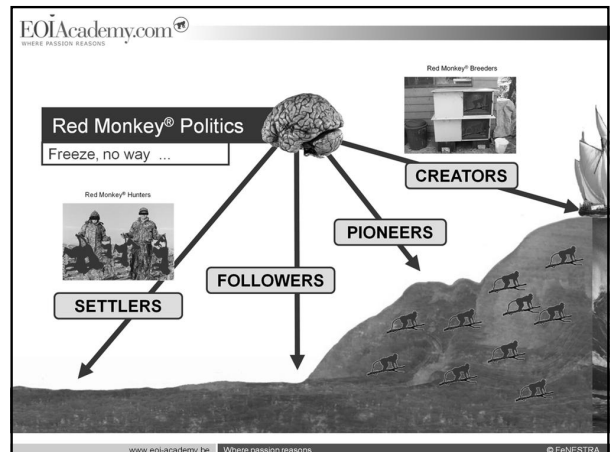 EOIAcademy.com
WHERE PASSION REASONS
Red Monkey® Breeders
Red Monkey® Politics
Freeze, no way ...
CREATORS
Red Monkey® Hunters
PIONEERS
FOLLOWERS
SETTLERS
www.eoi-academy.be
Where passion reasons
© FeNESTRA